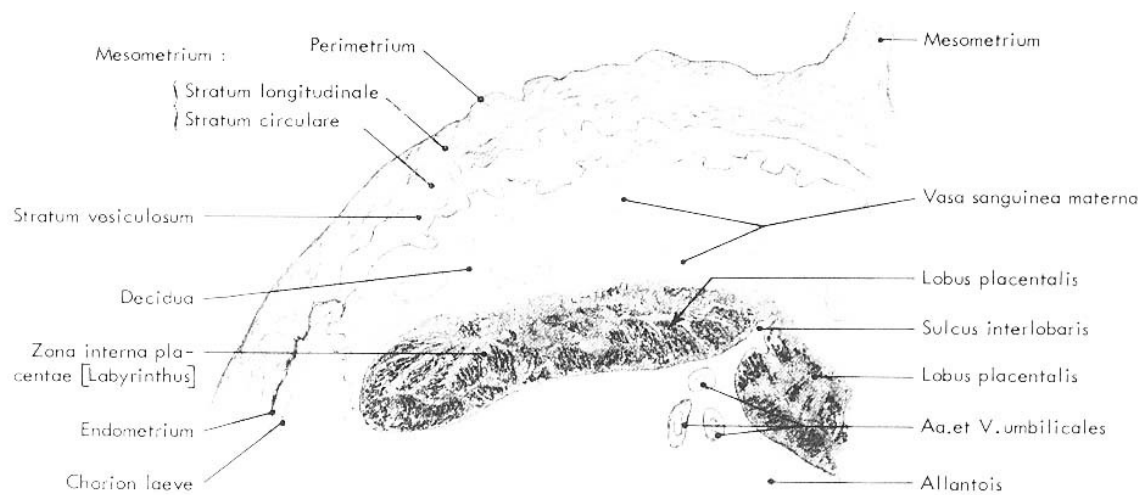 Mesometrium :
Perimetrium
Stratum longitudinale
Stratum circulare
Stratum vesiculosum
Decidua
Zona interna pla-
centae [Labyrinthus]
Endometrium
Chorion laeve
Mesometrium
Vasa sanguinea materna
Lobus placentalis
Sulcus interlobaris
Lobus placentalis
Aa.et V.umbilicales
Allantois